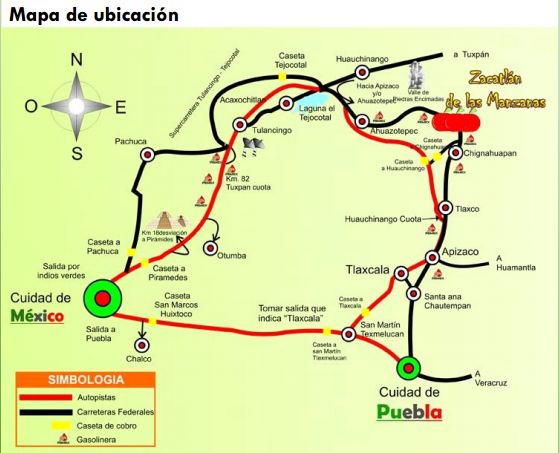 Mapa de ubicación
N
O
E
S
Caseta
Tejocotal
Huauchinango
a Tuxpán
Supercarretera Tulancingo - Tejocotal
Acaxochitlan
Laguna el
Tejocotal
Hacia Apizaco
y/o
Ahuazotepec
Valle de
Piedras Encimadas
Zacatlán
de las Manzanas
Tulancingo
Ahuazotepec
Pachuca
Caseta
a Chignahuapan
Chignahuapan
Caseta
a Huauchinango
Km. 82
Tuxpan cuota
Tlaxco
Huauchinango Cuota
Km 18desviación
a Pirámides
Otumba
Caseta a
Pachuca
Apizaco
A
Huamantla
Salida por
indios verdes
Caseta a
Piramedes
Tlaxcala
Cuidad de
México
Caseta
San Marcos
Huixtoco
Tomar salida que
indica "Tlaxcala"
Caseta a
Tlaxcala
Santa ana
Chautempan
Salida a
Puebla
San Martín
Texmelucan
Chalco
Caseta a
san Martín
Tiexmelucan
A
Veracruz
Cuidad de
Puebla
SIMBOLOGIA
Autopistas
Carreteras Federales
Caseta de cobro
Gasolinera